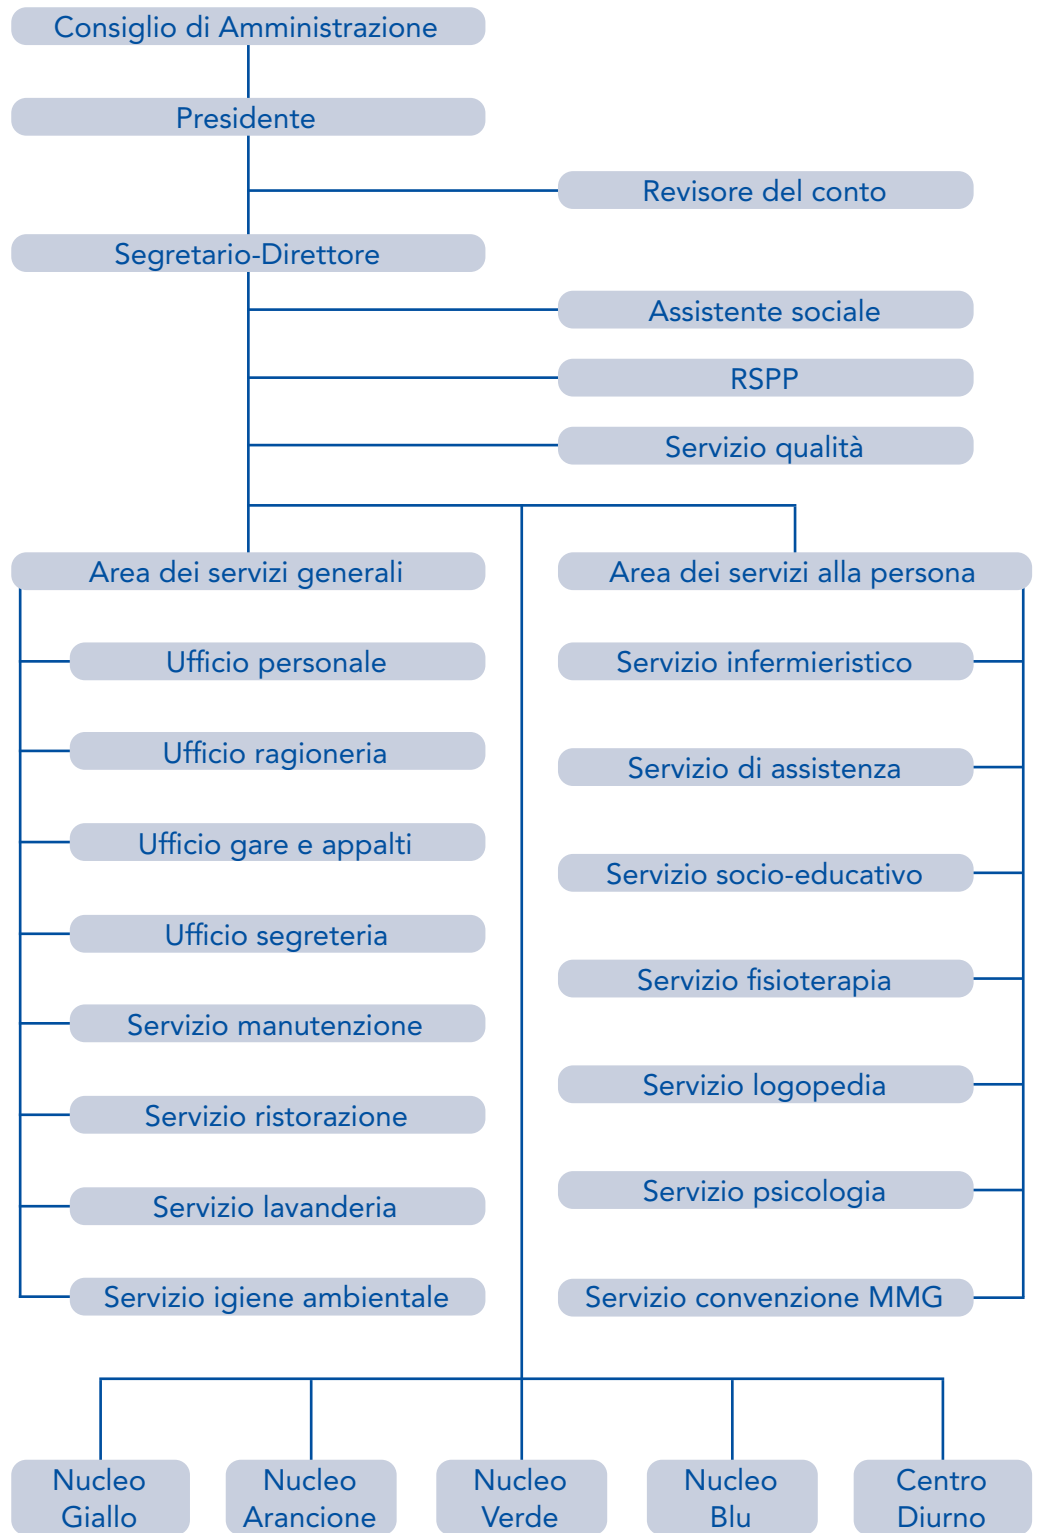 Consiglio di Amministrazione
Presidente
Revisore del conto
Segretario-Direttore
Assistente sociale
RSPP
Servizio qualità
Area dei servizi generali
Area dei servizi alla persona
Ufficio personale
Servizio infermieristico
Ufficio ragioneria
Servizio di assistenza
Ufficio gare e appalti
Servizio socio-educativo
Ufficio segreteria
Servizio fisioterapia
Servizio manutenzione
Servizio logopedia
Servizio ristorazione
Servizio psicologia
Servizio lavanderia
Servizio igiene ambientale
Servizio convenzione MMG
Nucleo
Giallo
Nucleo
Arancione
Nucleo
Verde
Nucleo
Blu
Centro
Diurno